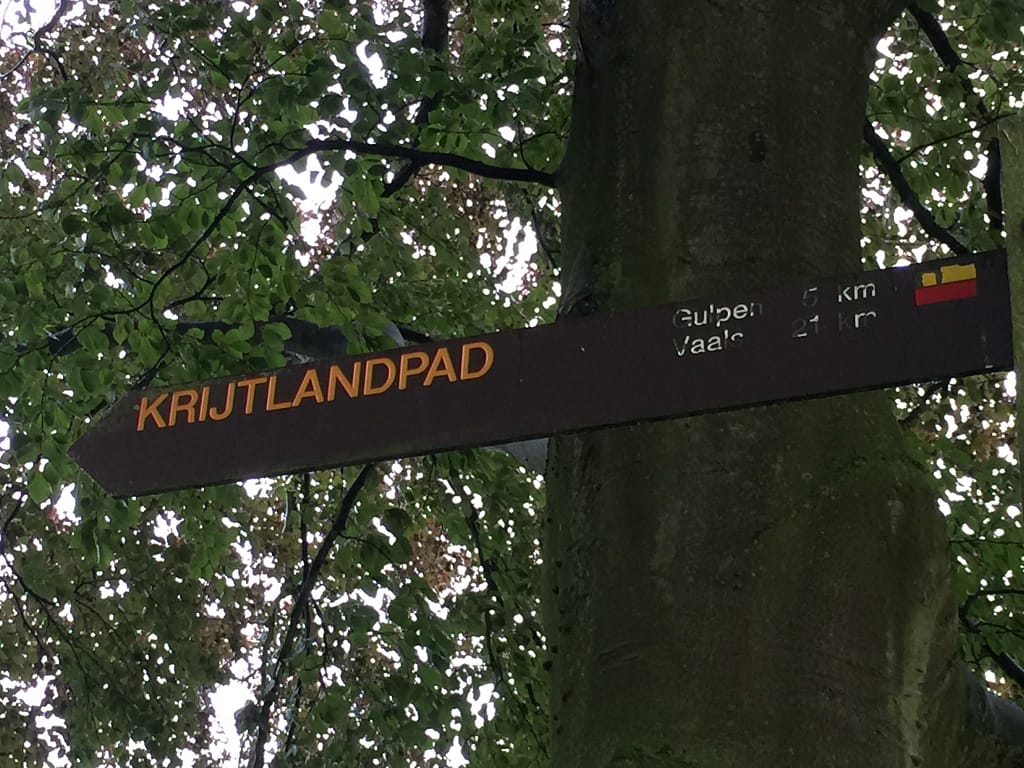 KRIJTLANDPAD
Gulpen 5 km
Vaals 21 km